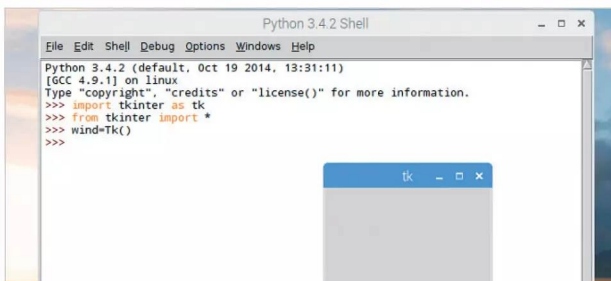 Python 3.4.2 Shell
File Edit Shell Debug Options Windows Help
Python 3.4.2 (default, Oct 19 2014, 13:31:11)
[GCC 4.9.1] on linux
Type "copyright", "credits" or "license()" for more information.
>>> import tkinter as tk
>>> from tkinter import *
>>> wind=Tk()
>>>
tk